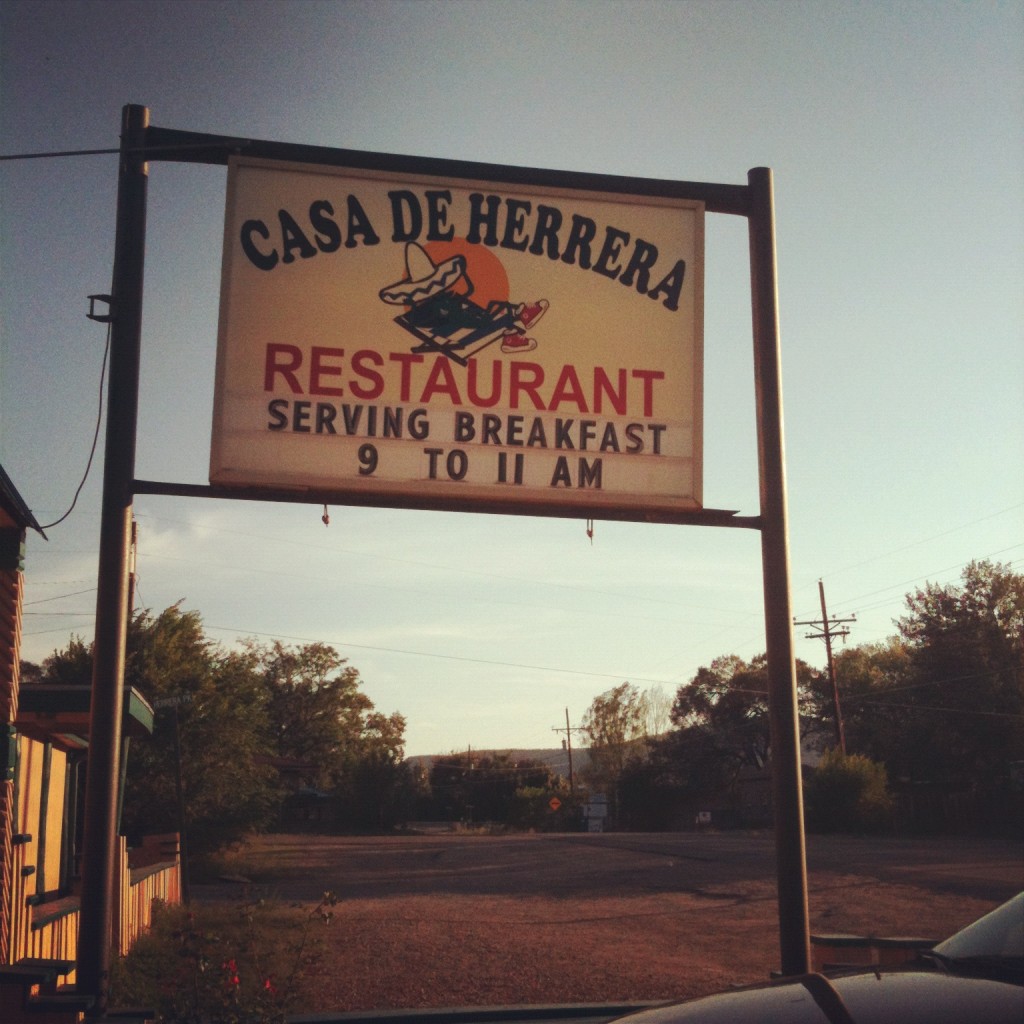 CASA DE HERRERA
RESTAURANT
SERVING BREAKFAST
9 TO 11 AM